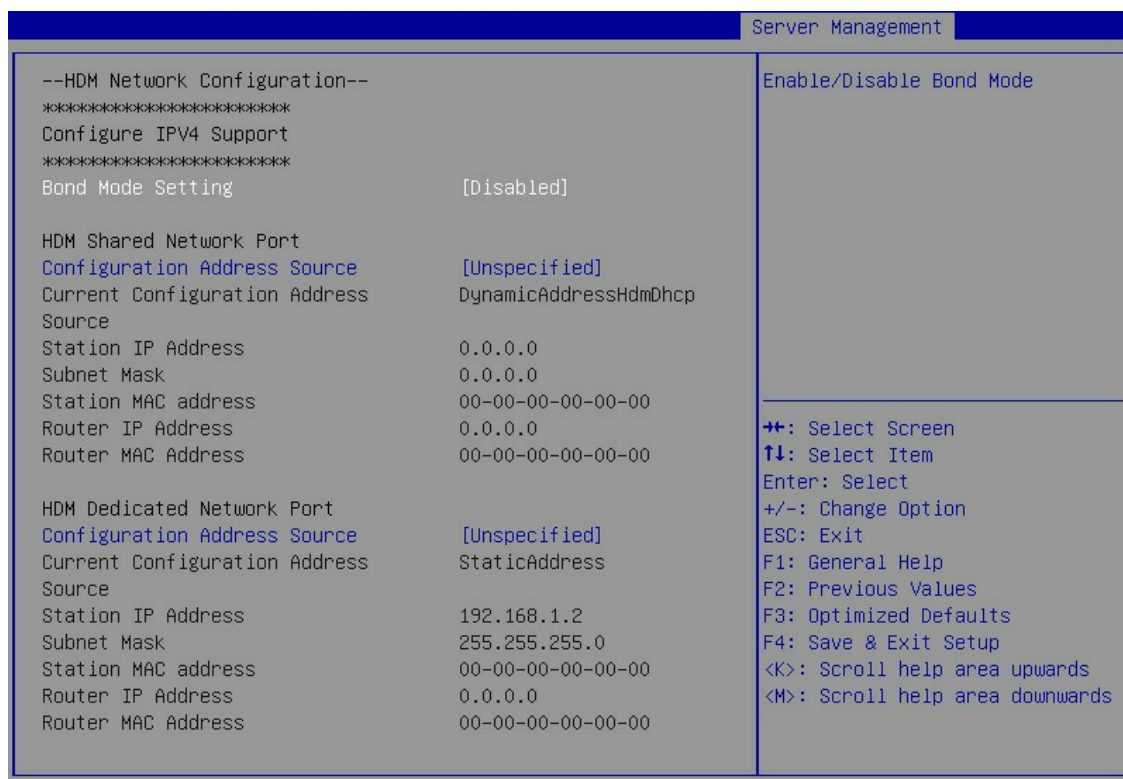 Server Management
--HDM Network Configuration--
**********************
Configure IPV4 Support
**********************
Bond Mode Setting [Disabled]
HDM Shared Network Port
Configuration Address Source [Unspecified]
Current Configuration Address DynamicAddressHdmDhcp
Source
Station IP Address 0.0.0.0
Subnet Mask 0.0.0.0
Station MAC address 00-00-00-00-00-00
Router IP Address 0.0.0.0
Router MAC Address 00-00-00-00-00-00
HDM Dedicated Network Port
Configuration Address Source [Unspecified]
Current Configuration Address StaticAddress
Source
Station IP Address 192.168.1.2
Subnet Mask 255.255.255.0
Station MAC address 00-00-00-00-00-00
Router IP Address 0.0.0.0
Router MAC Address 00-00-00-00-00-00
Enable/Disable Bond Mode
→←: Select Screen
↑↓: Select Item
Enter: Select
+/-: Change Option
ESC: Exit
F1: General Help
F2: Previous Values
F3: Optimized Defaults
F4: Save & Exit Setup
<K>: Scroll help area upwards
<M>: Scroll help area downwards